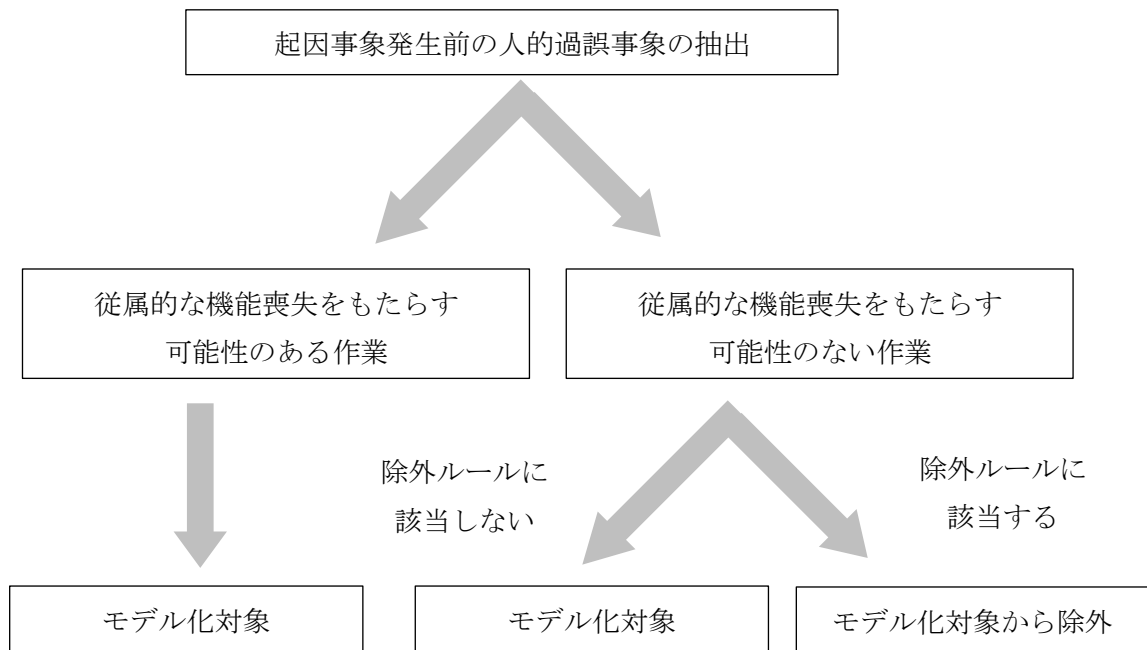 起因事象発生前の人的過誤事象の抽出
従属的な機能喪失をもたらす
可能性のある作業
従属的な機能喪失をもたらす
可能性のない作業
除外ルールに
該当しない
除外ルールに
該当する
モデル化対象
モデル化対象
モデル化対象から除外